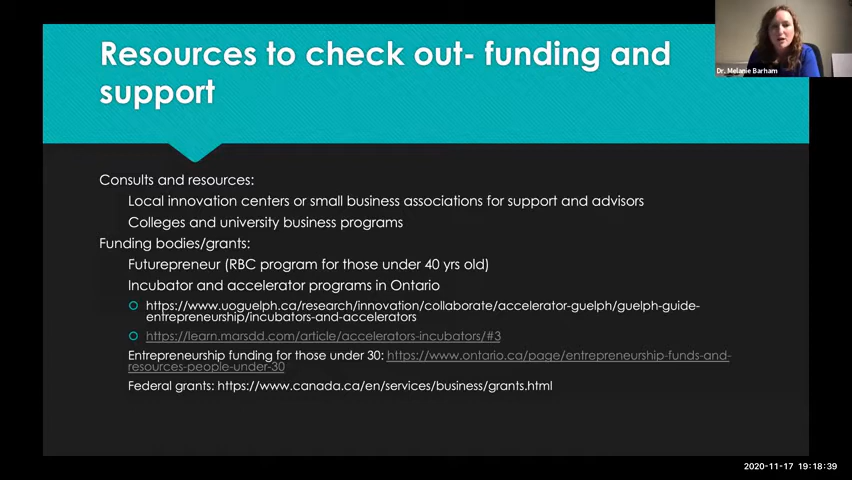 Resources to check out- funding and
support
Dr. Melanie Barham
Consults and resources:
Local innovation centers or small business associations for support and advisors
Colleges and university business programs
Funding bodies/grants:
Futurepreneur (RBC program for those under 40 yrs old)
Incubator and accelerator programs in Ontario
https://www.uoguelph.ca/research/innovation/collaborate/accelerator-guelph/guelph-guide-
entrepreneurship/incubators-and-accelerators
https://learn.marsdd.com/article/accelerators-incubators/#3
Entrepreneurship funding for those under 30: https://www.ontario.ca/page/entrepreneurship-funds-and-
resources-people-under-30
Federal grants: https://www.canada.ca/en/services/business/grants.html
2020-11-17 19:18:39